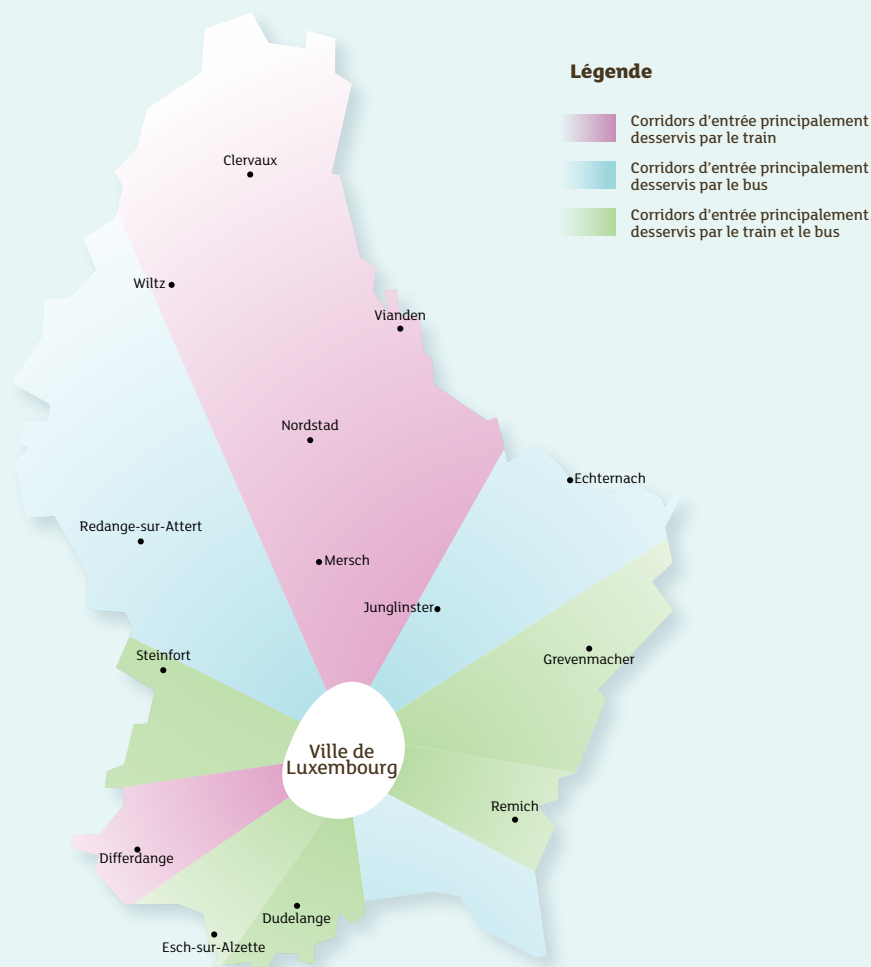 Légende
Corridors d'entrée principalement
desservis par le train
Corridors d'entrée principalement
desservis par le bus
Corridors d'entrée principalement
desservis par le train et le bus
Clervaux
Wiltz
Vianden
Nordstad
Echternach
Redange-sur-Attert
Mersch
Junglinster
Steinfort
Grevenmacher
Ville de
Luxembourg
Remich
Differdange
Dudelange
Esch-sur-Alzette